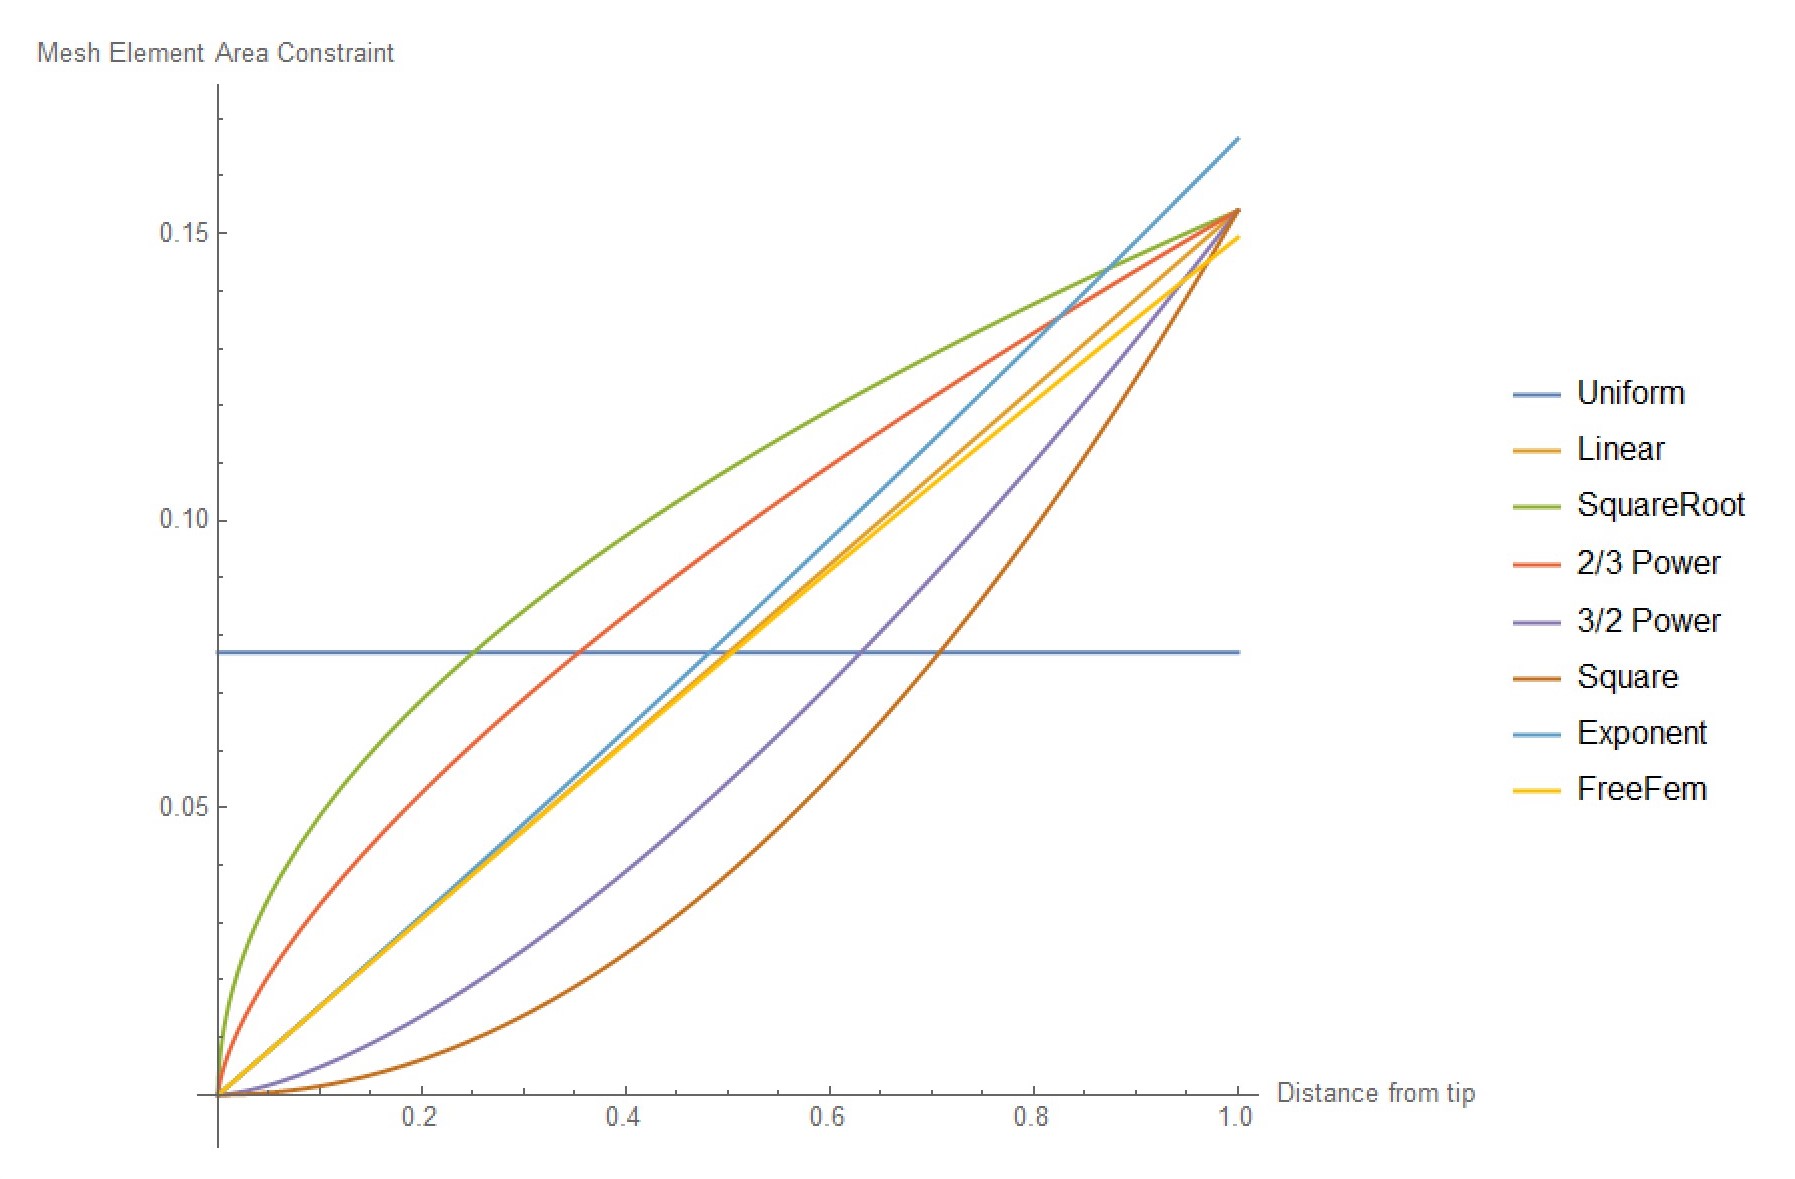 Mesh Element Area Constraint
0.15
0.10
0.05
0.2 0.4 0.6 0.8 1.0
Distance from tip
Uniform
Linear
SquareRoot
2/3 Power
3/2 Power
Square
Exponent
FreeFem